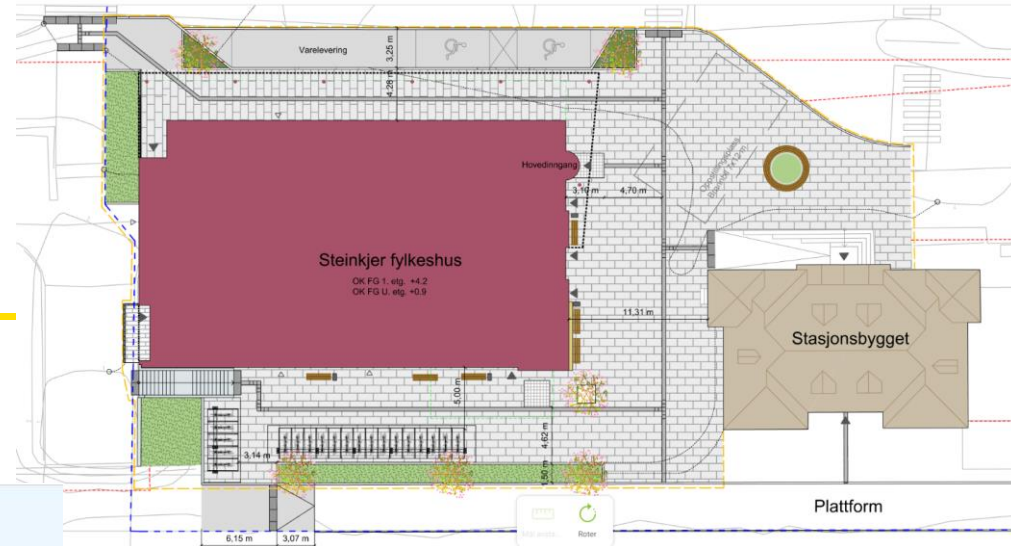 Varelevering
3,25 m
4,28 m
Hovedinngang
3,10 m
4,70 m
Steinkjer fylkeshus
OK FG 1. etg. +4.2
OK FG U. etg. +0.9
11,31 m
Stasjonsbygget
5,00 m
4,62 m
3,14 m
1,50 m
Plattform
6,15 m
3,07 m
Roter